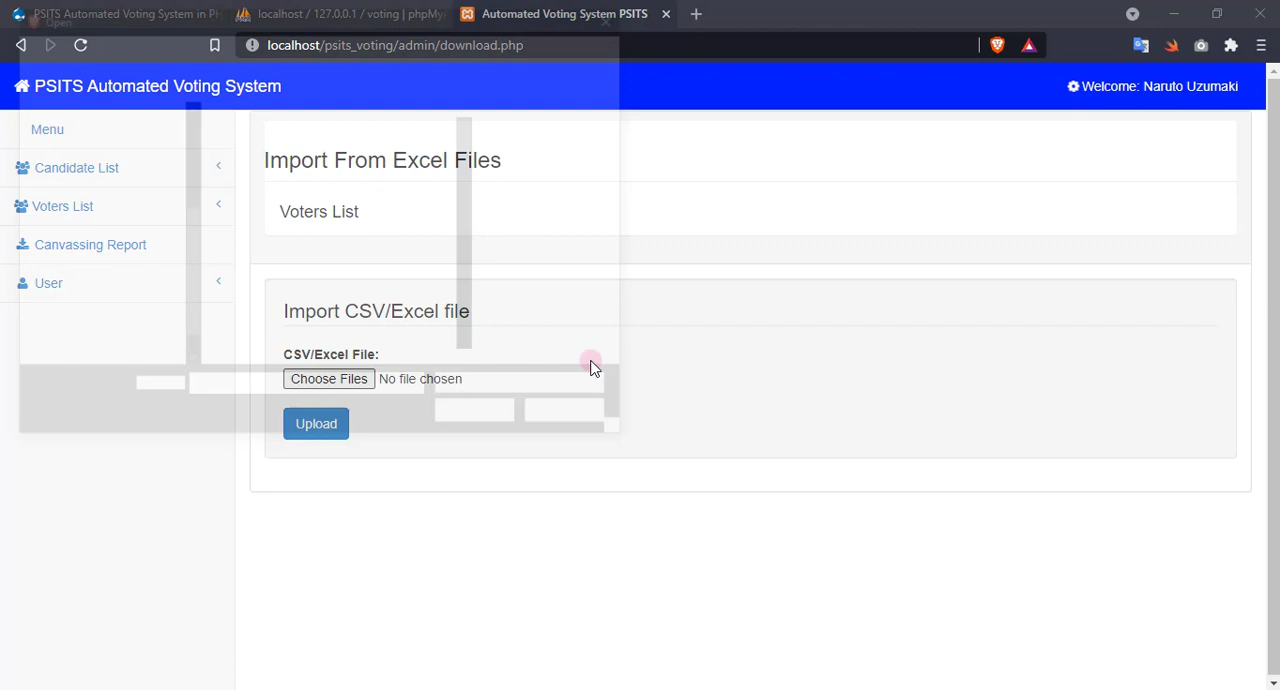 PSITS Automated Voting System in PH
localhost / 127.0.0.1 / voting | phpMy
Automated Voting System PSITS
Open
localhost/psits_voting/admin/download.php
PSITS Automated Voting System
Welcome: Naruto Uzumaki
Menu
Candidate List
Voters List
Canvassing Report
User
Import From Excel Files
Voters List
Import CSV/Excel file
CSV/Excel File:
Choose Files No file chosen
Upload